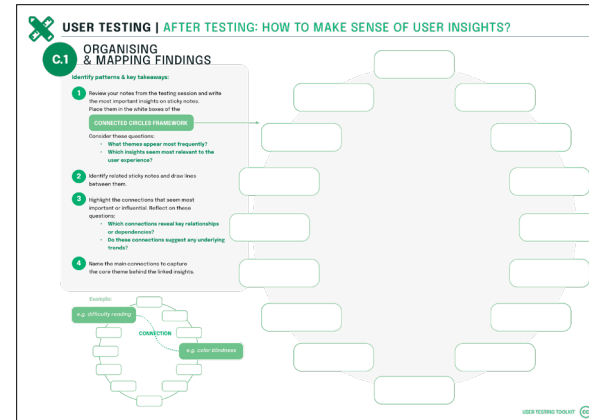 USER TESTING | AFTER TESTING: HOW TO MAKE SENSE OF USER INSIGHTS?
C.1
ORGANISING
& MAPPING FINDINGS
Identify patterns & key takeaways:
1
Review your notes from the testing session and write
the most important insights on sticky notes.
Place them in the white boxes of the
CONNECTED CIRCLES FRAMEWORK
Consider these questions:
• What themes appear most frequently?
• Which insights seem most relevant to the
user experience?
2
Identify related sticky notes and draw lines
between them.
3
Highlight the connections that seem most
important or influential. Reflect on these
questions:
• Which connections reveal key relationships
or dependencies?
• Do these connections suggest any underlying
trends?
4
Name the main connections to capture
the core theme behind the linked insights.
Example:
e.g. difficulty reading
CONNECTION
e.g. color blindness
USER TESTING TOOLKIT
cc